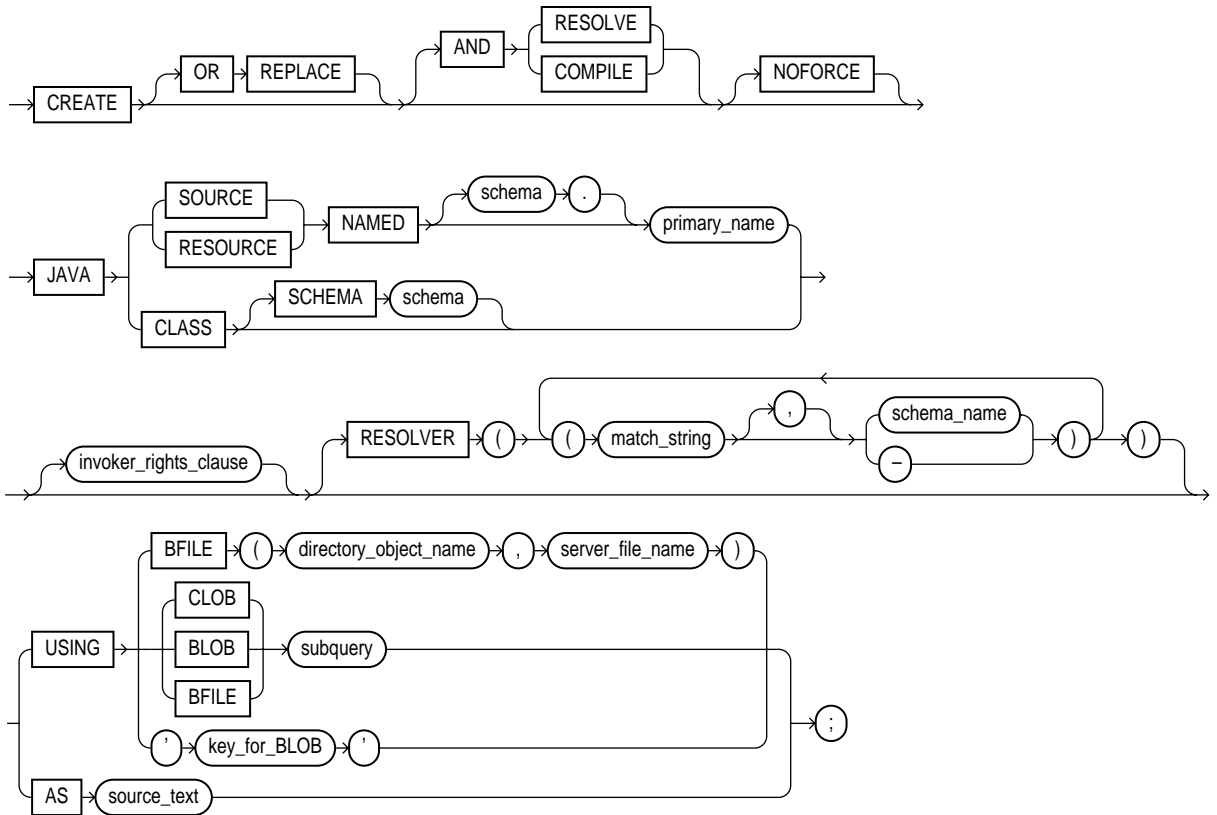 AND RESOLVE
OR REPLACE COMPILE NOFORCE
CREATE
SOURCE schema .
NAMED primary_name
RESOURCE
JAVA
SCHEMA schema
CLASS
, schema_name
RESOLVER ( ( match_string ) )
invoker_rights_clause –
BFILE ( directory_object_name , server_file_name )
CLOB
USING BLOB subquery
BFILE
;
' key_for_BLOB '
AS source_text